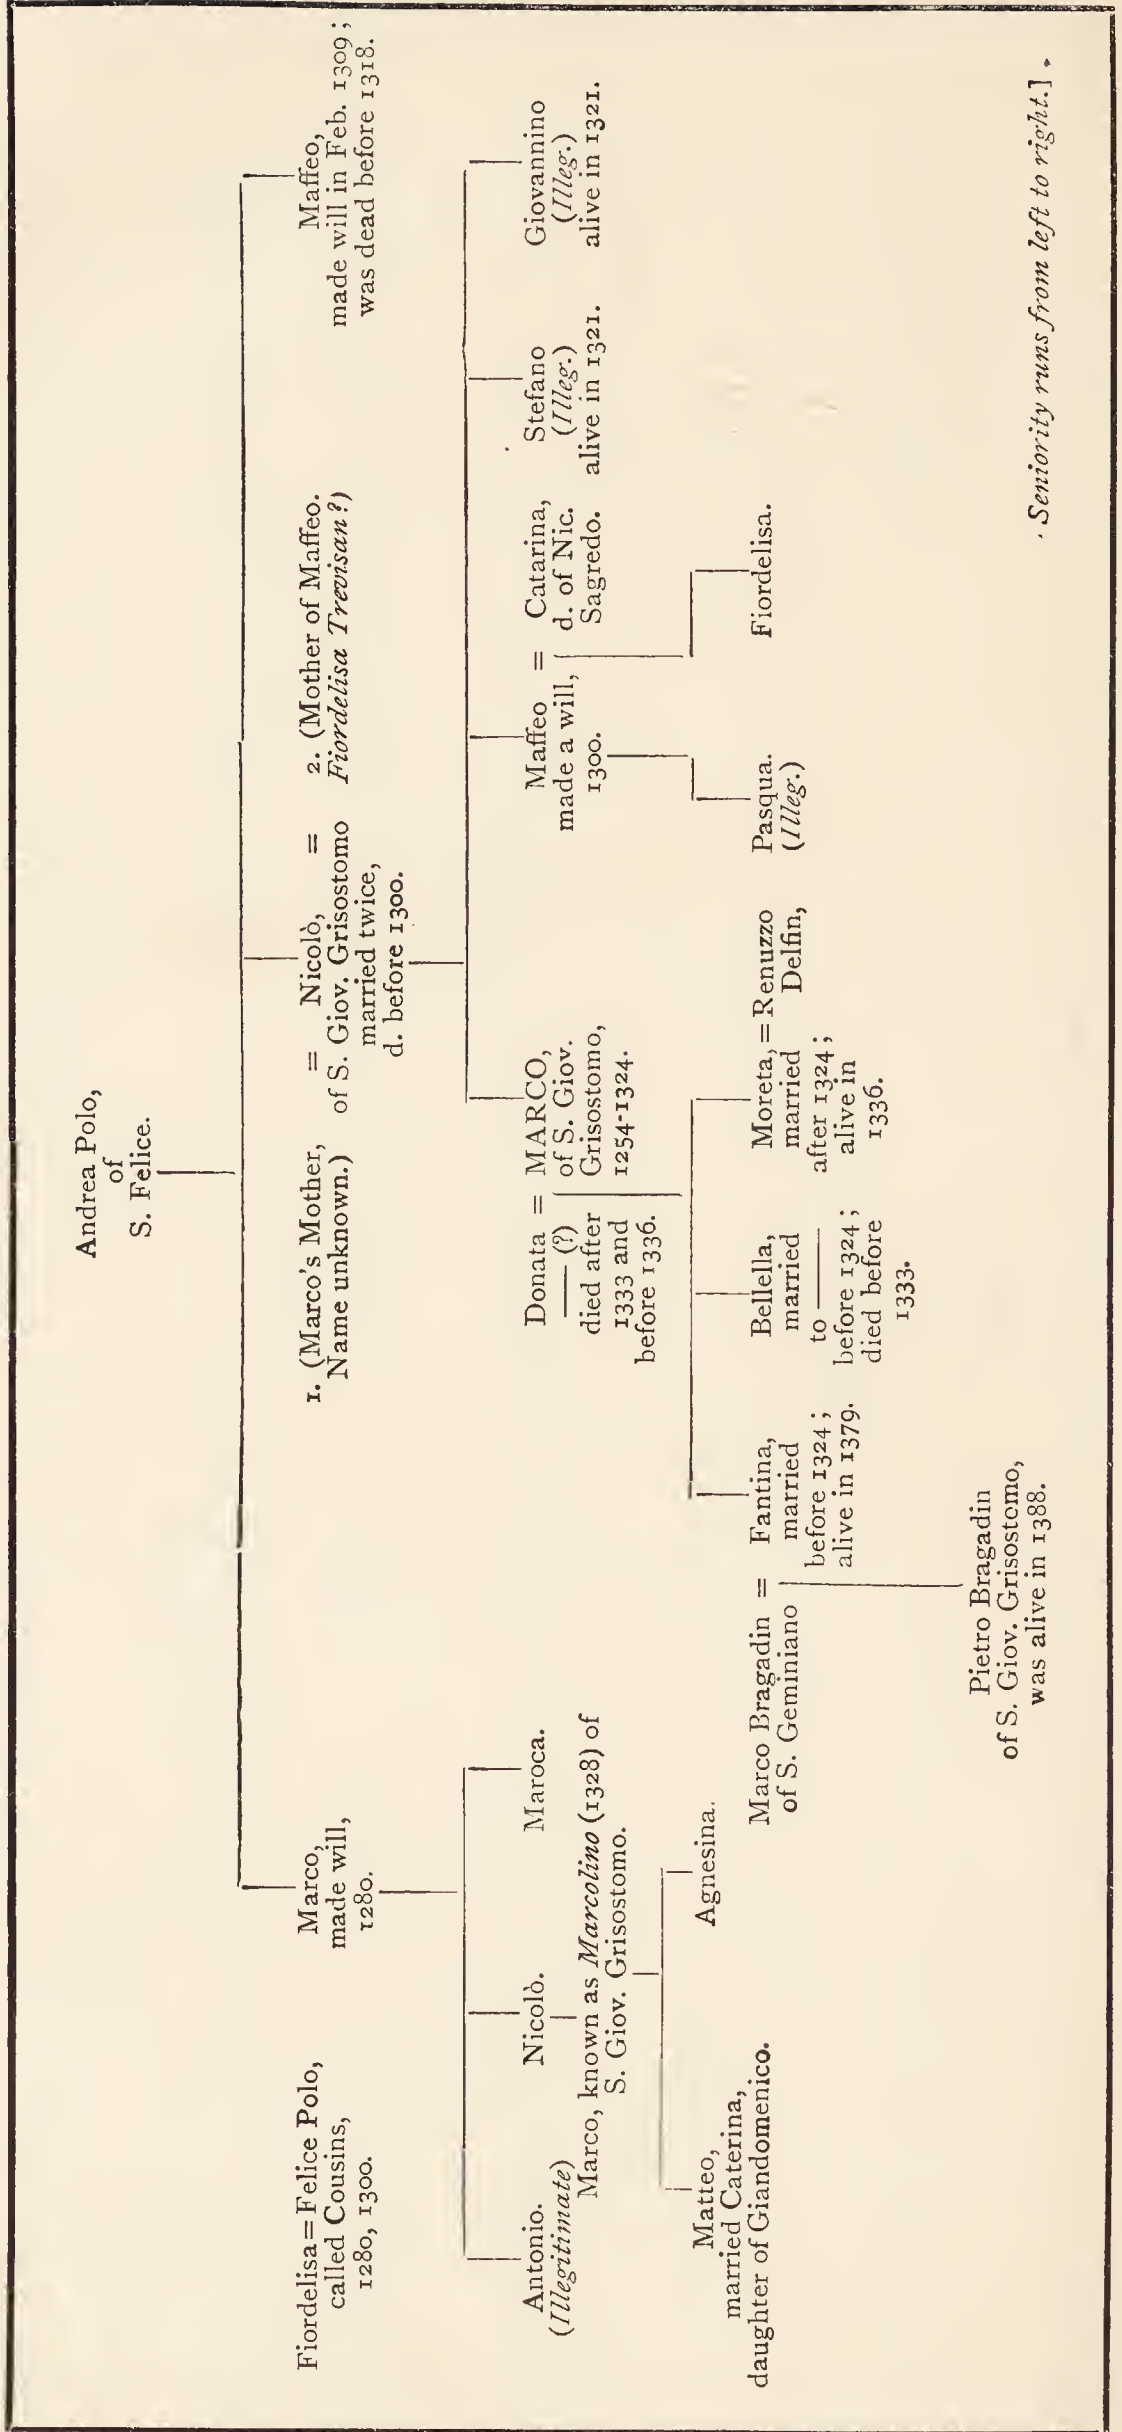 Andrea Polo,
of
S. Felice.
Fiordelisa = Felice Polo,
called Cousins,
1280, 1300.
Marco,
made will,
1280.
1. (Marco's Mother,
Name unknown.)
= Nicolò, =
of S. Giov. Grisostomo
married twice,
d. before 1300.
2. (Mother of Maffeo.
Fiordelisa Trevisan?)
Maffeo,
made will in Feb. 1309;
was dead before 1318.
Antonio.
(Illegitimate)
Nicolò.
Maroca.
Marco, known as Marcolino (1328) of
S. Giov. Grisostomo.
Donata =
—— (?)
died after
1333 and
before 1336.
MARCO,
of S. Giov.
Grisostomo,
1254-1324.
Maffeo =
made a will,
1300.
Catarina,
d. of Nic.
Sagredo.
Stefano
(Illeg.)
alive in 1321.
Giovannino
(Illeg.)
alive in 1321.
Matteo,
married Caterina,
daughter of Giandomenico.
Agnesina.
Marco Bragadin =
of S. Geminiano
Fantina,
married
before 1324;
alive in 1379.
Bellella,
married
to ——
before 1324;
died before
1333.
Moreta, = Renuzzo
married
after 1324;
alive in
1336.
Delfin,
Pasqua.
(Illeg.)
Fiordelisa.
Pietro Bragadin
of S. Giov. Grisostomo,
was alive in 1388.
Seniority runs from left to right.]